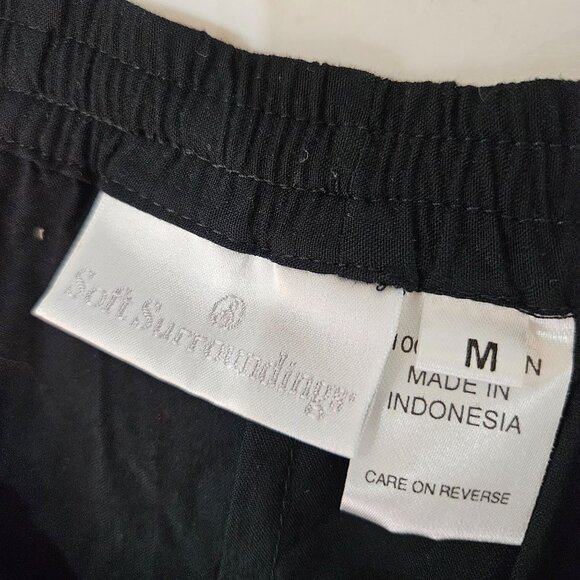 Soft Surroundings
M
MADE IN
INDONESIA
CARE ON REVERSE